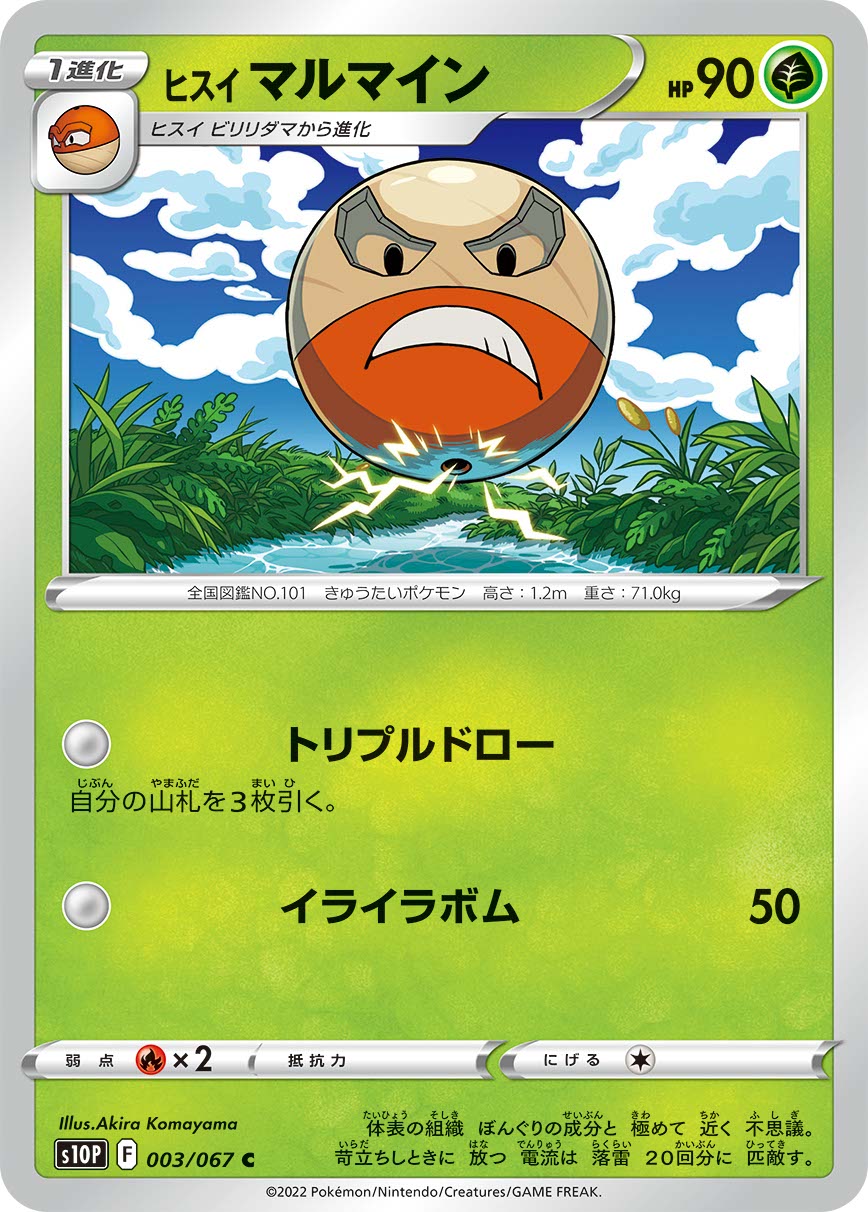 1進化
ヒスイ マルマイン
HP90
ヒスイ ビリリダマから進化
全国図鑑NO.101 きゅうたいポケモン 高さ：1.2m 重さ：71.0kg
トリプルドロー
自分の山札を3枚引く。
イライラボム 50
弱点 ×2 抵抗力 にげる
Illus.Akira Komayama
s10P F 003/067 C
体表の組織 ぼんぐりの成分と 極めて 近く 不思議。
苛立ちしときに 放つ 電流は 落雷 20回分に 匹敵す。
©2022 Pokémon/Nintendo/Creatures/GAME FREAK.